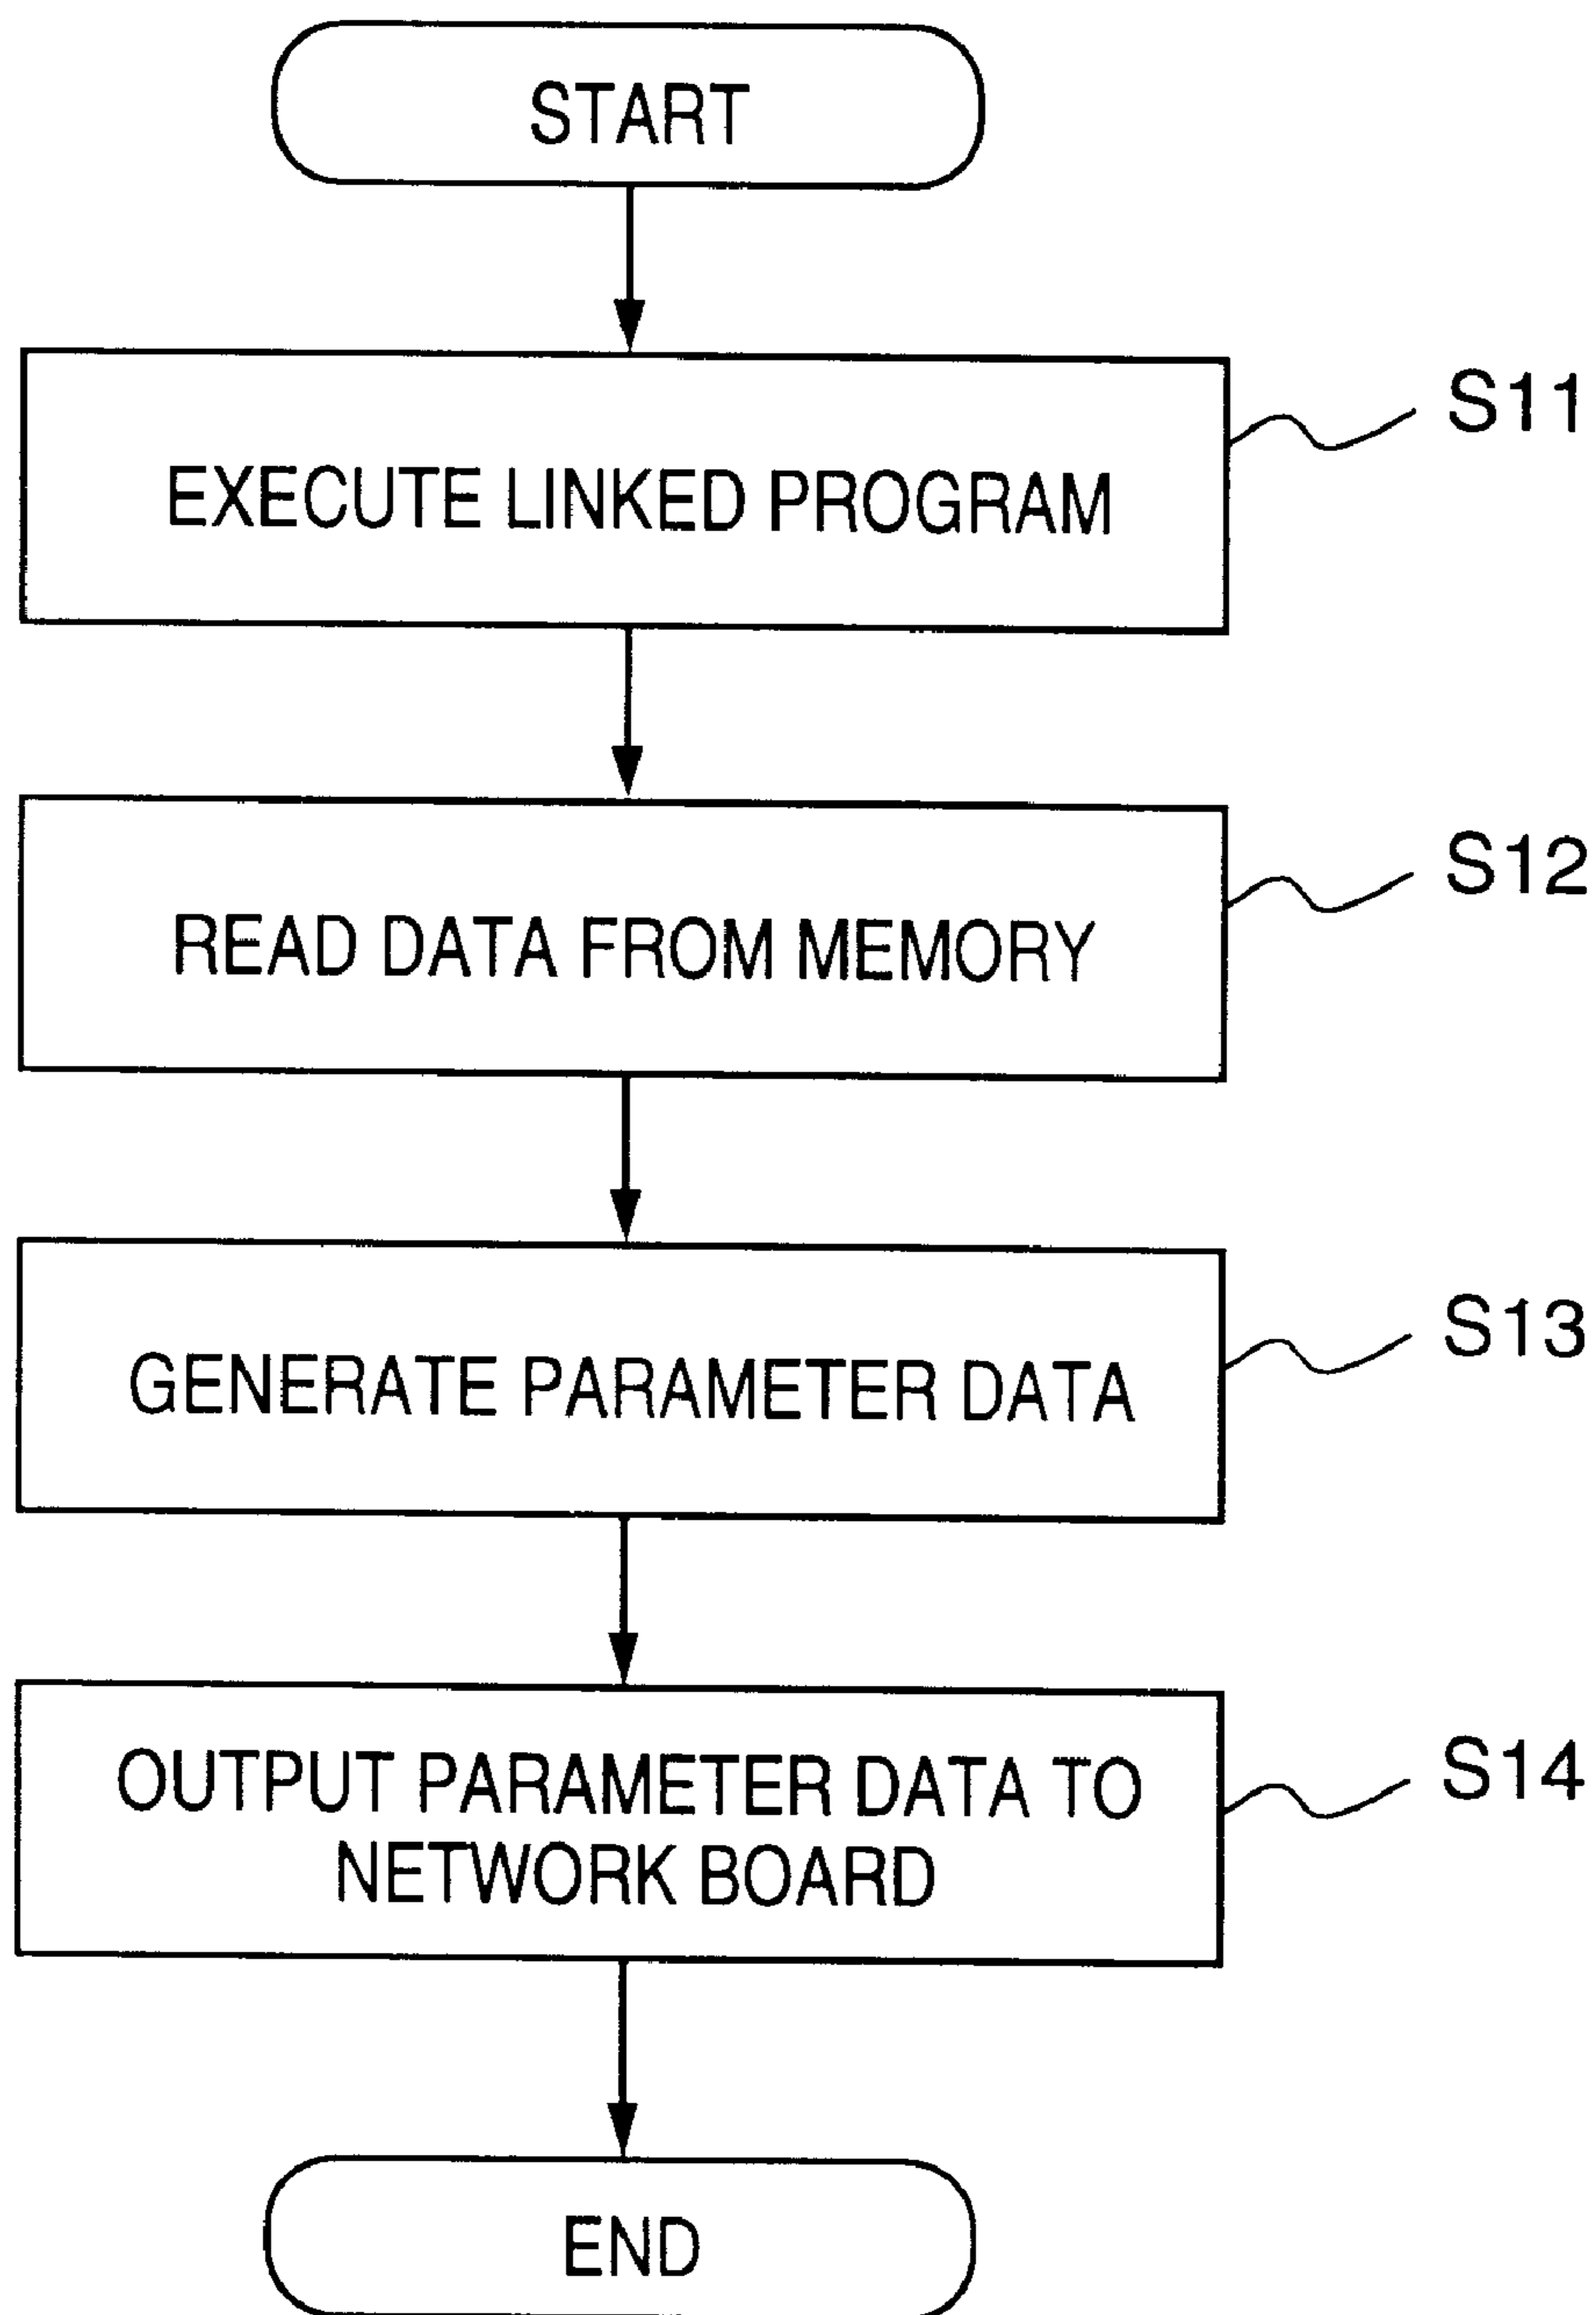 START
EXECUTE LINKED PROGRAM
S11
READ DATA FROM MEMORY
S12
GENERATE PARAMETER DATA
S13
OUTPUT PARAMETER DATA TO
NETWORK BOARD
S14
END